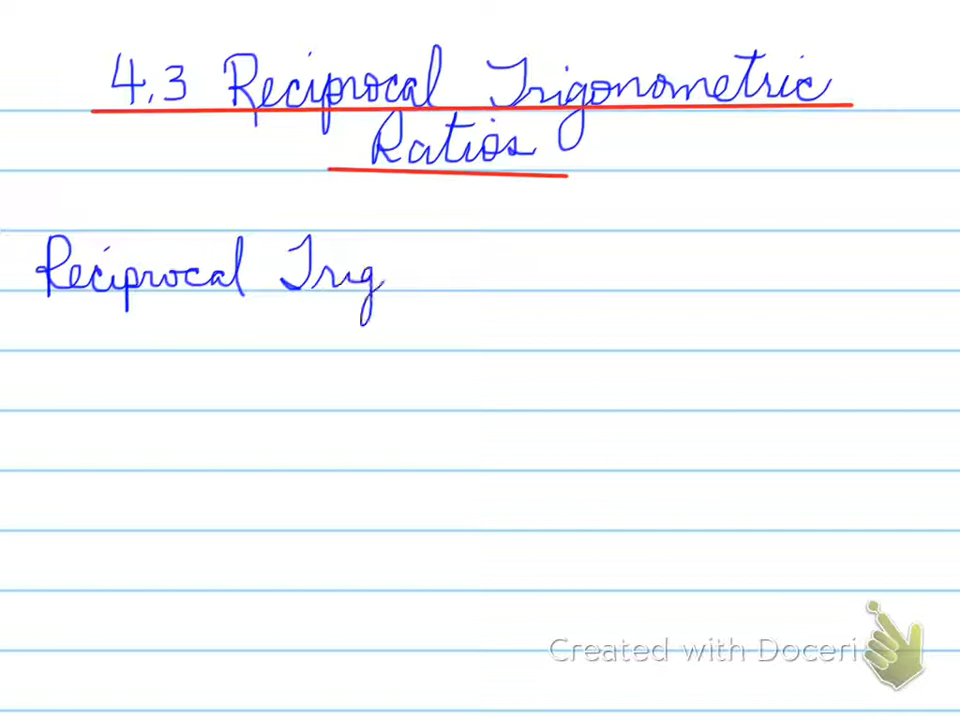 4.3 Reciprocal Trigonometric
Ratios
Reciprocal Trig
Created with Doceri